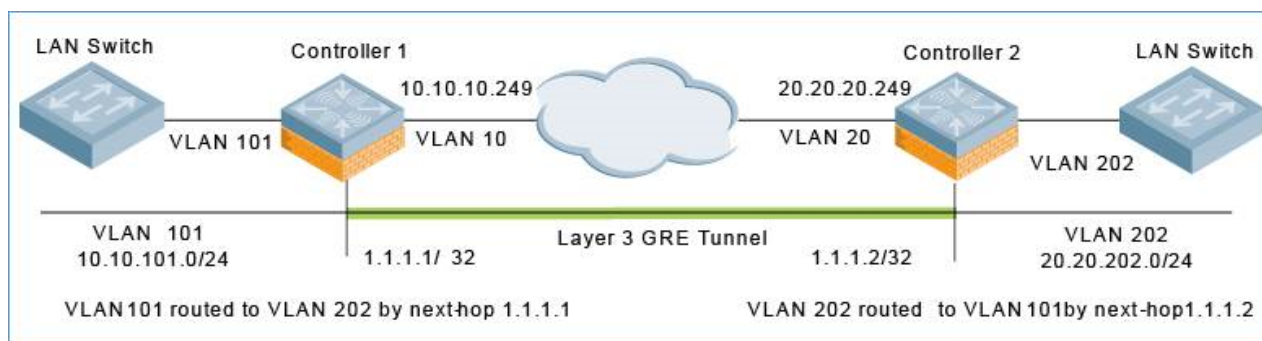 LAN Switch
Controller 1
Controller 2
LAN Switch
10.10.10.249
20.20.20.249
VLAN 101
VLAN 10
VLAN 20
VLAN 202
VLAN 101
10.10.101.0/24
1.1.1.1/ 32
Layer 3 GRE Tunnel
1.1.1.2/32
VLAN 202
20.20.202.0/24
VLAN101 routed to VLAN 202 by next-hop 1.1.1.1
VLAN 202 routed to VLAN 101by next-hop1.1.1.2